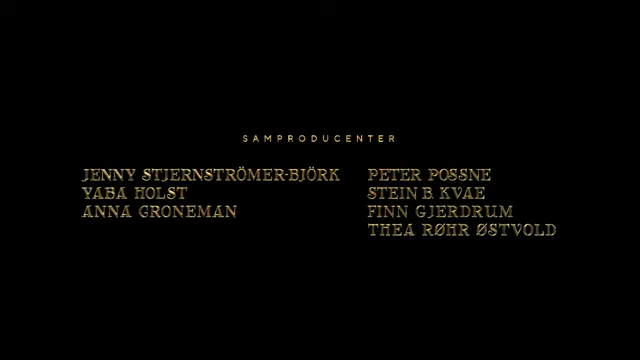 SAMPRODUCENTER
JENNY STJERNSTRÖMER-BJÖRK
YABA HOLST
ANNA GRONEMAN
PETER POSSNE
STEIN B. KVAE
FINN GJERDRUM
THEA RØHR ØSTVOLD